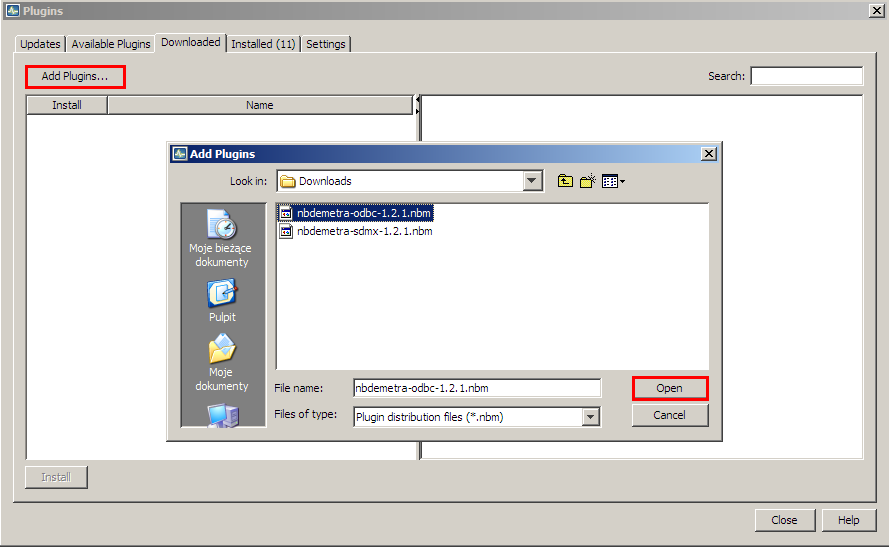 Plugins
Updates Available Plugins Downloaded Installed (11) Settings
Add Plugins... Search:
Install Name
Add Plugins
Look in: Downloads
nbdemetra-odbc-1.2.1.nbm
nbdemetra-sdmx-1.2.1.nbm
Moje bieżące
dokumenty
Pulpit
Moje
dokumenty
File name: nbdemetra-odbc-1.2.1.nbm Open
Files of type: Plugin distribution files (*.nbm) Cancel
Install
Close Help